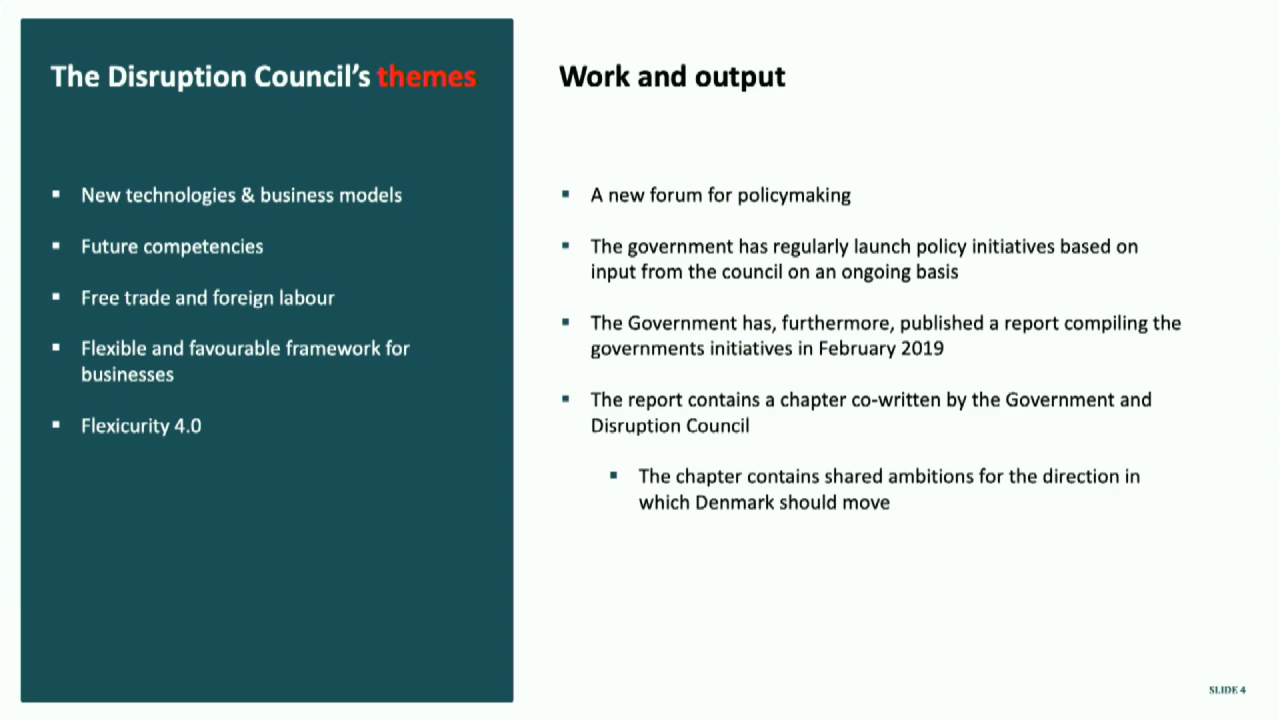 The Disruption Council's themes
New technologies & business models
Future competencies
Free trade and foreign labour
Flexible and favourable framework for
businesses
Flexicurity 4.0
Work and output
A new forum for policymaking
The government has regularly launch policy initiatives based on
input from the council on an ongoing basis
The Government has, furthermore, published a report compiling the
governments initiatives in February 2019
The report contains a chapter co-written by the Government and
Disruption Council
The chapter contains shared ambitions for the direction in
which Denmark should move
SLIDE 4